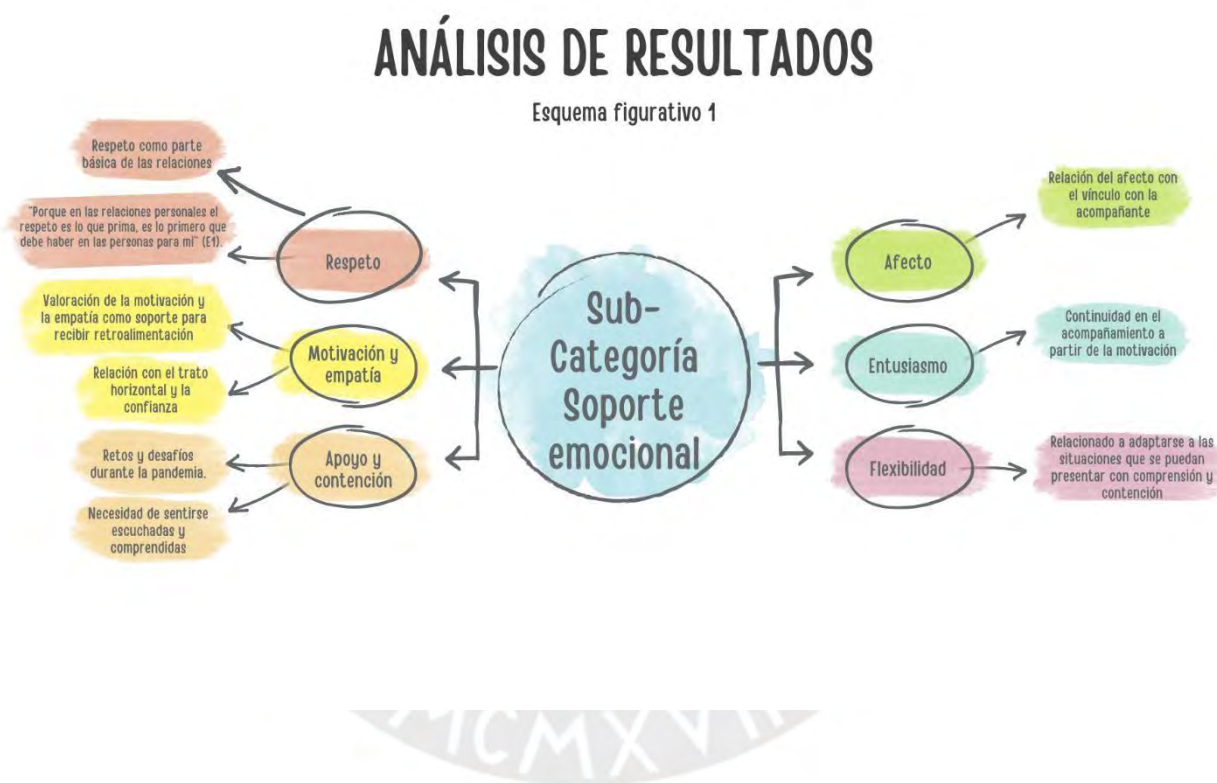 ANÁLISIS DE RESULTADOS
Esquema figurativo 1
Respeto como parte
básica de las relaciones
"Porque en las relaciones personales el
respeto es lo que prima, es lo primero que
debe haber en las personas para mí" (E1).
Respeto
Valoración de la motivación y
la empatía como soporte para
recibir retroalimentación
Relación con el trato
horizontal y la
confianza
Motivación y
empatía
Retos y desafíos
durante la pandemia.
Necesidad de sentirse
escuchadas y
comprendidas
Apoyo y
contención
Sub-
Categoría
Soporte
emocional
Afecto
Relación del afecto con
el vínculo con la
acompañante
Entusiasmo
Continuidad en el
acompañamiento a
partir de la motivación
Flexibilidad
Relacionado a adaptarse a las
situaciones que se puedan
presentar con comprensión y
contención
MCMXVII